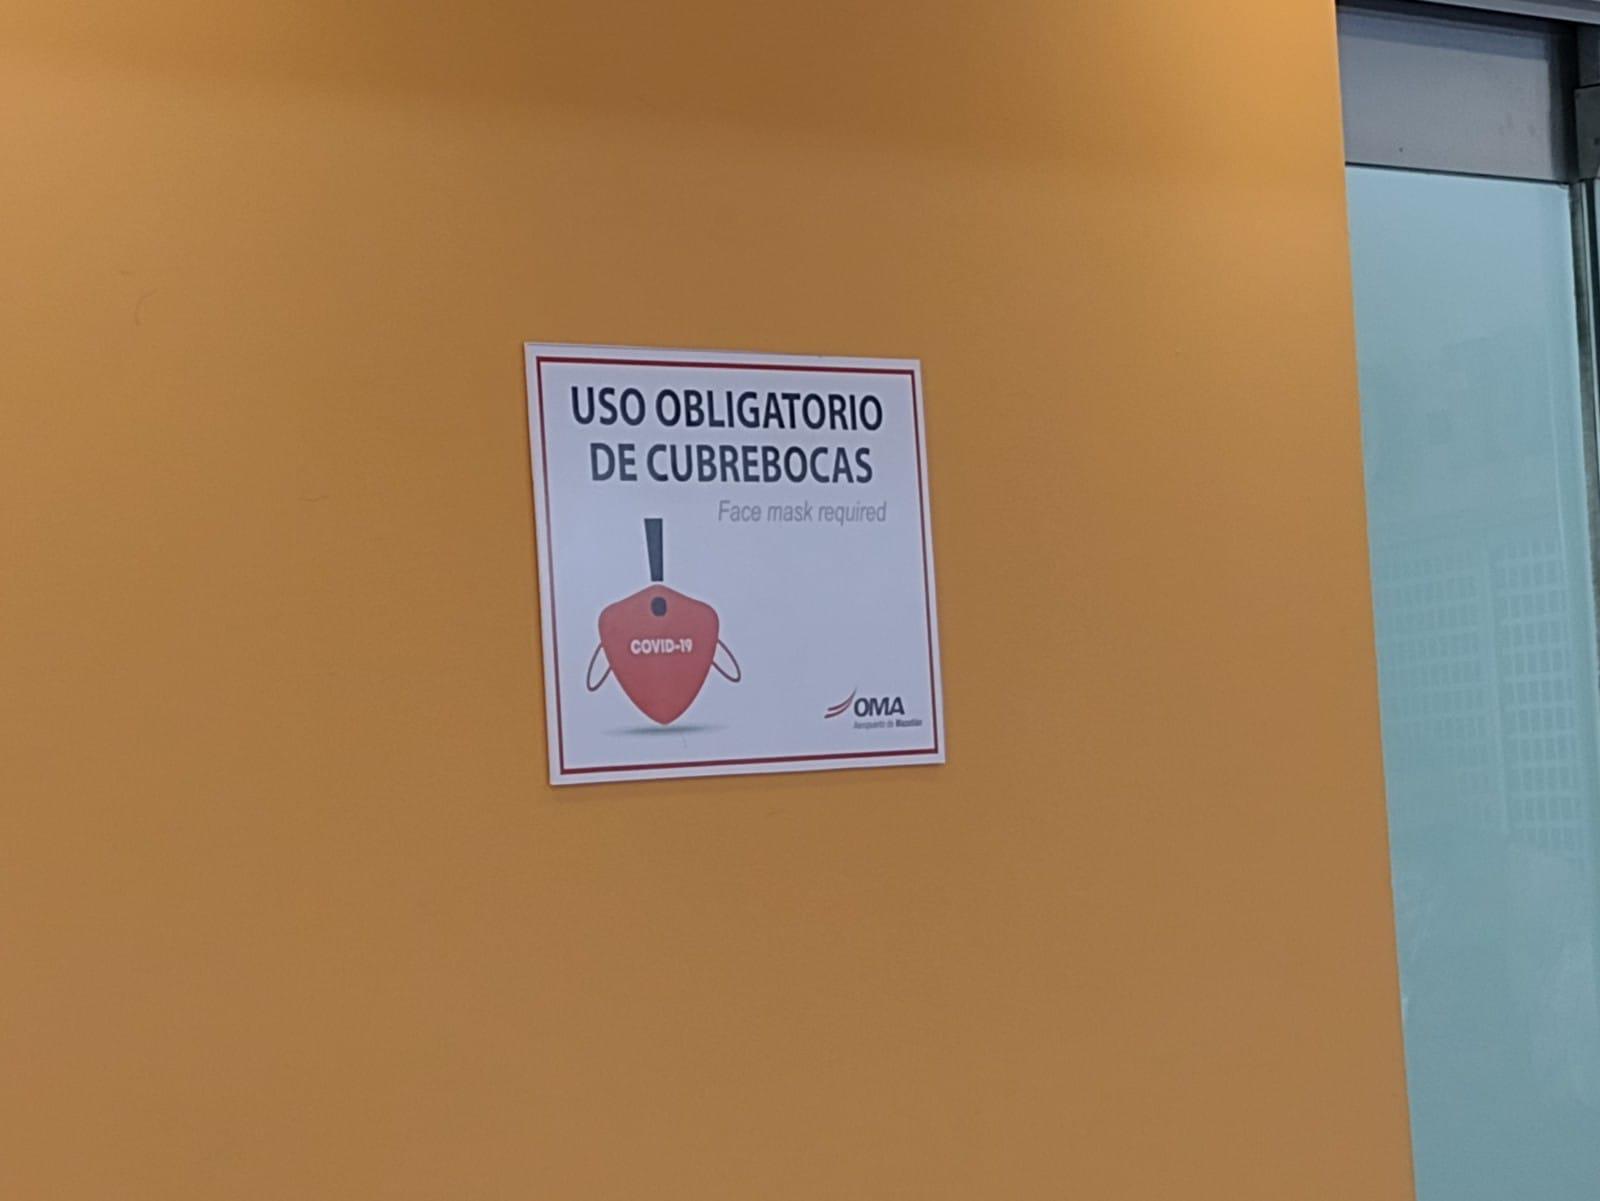 USO OBLIGATORIO
DE CUBREBOCAS
Face mask required
COVID-19
OMA
Aeropuerto de Mazatlán